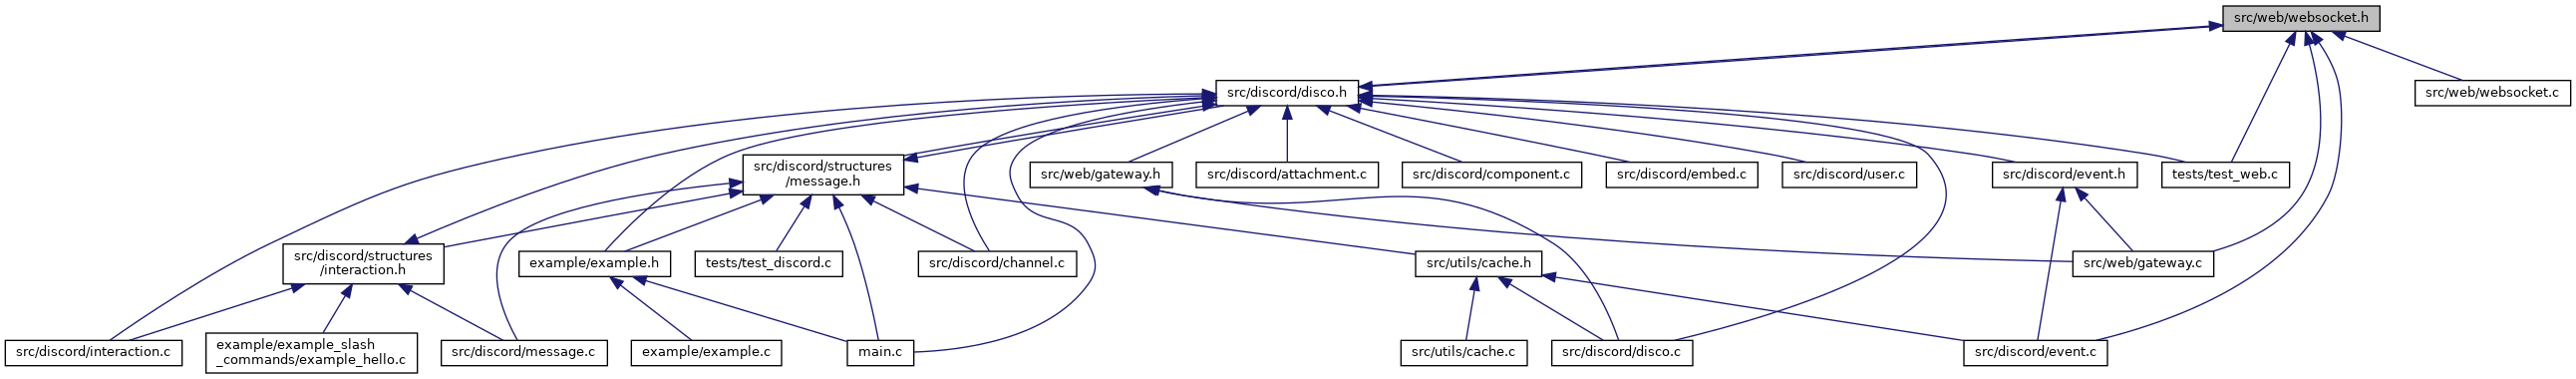 src/web/websocket.h
src/discord/disco.h
src/web/websocket.c
src/discord/structures
/message.h
src/web/gateway.h
src/discord/attachment.c
src/discord/component.c
src/discord/embed.c
src/discord/user.c
src/discord/event.h
tests/test_web.c
src/discord/structures
/interaction.h
example/example.h
tests/test_discord.c
src/discord/channel.c
src/utils/cache.h
src/web/gateway.c
src/discord/interaction.c
example/example_slash
_commands/example_hello.c
src/discord/message.c
example/example.c
main.c
src/utils/cache.c
src/discord/disco.c
src/discord/event.c